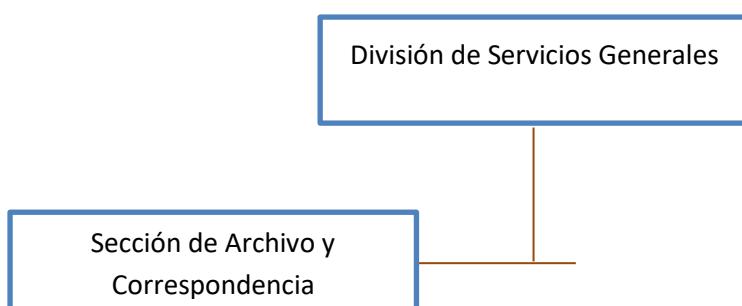 División de Servicios Generales
Sección de Archivo y
Correspondencia